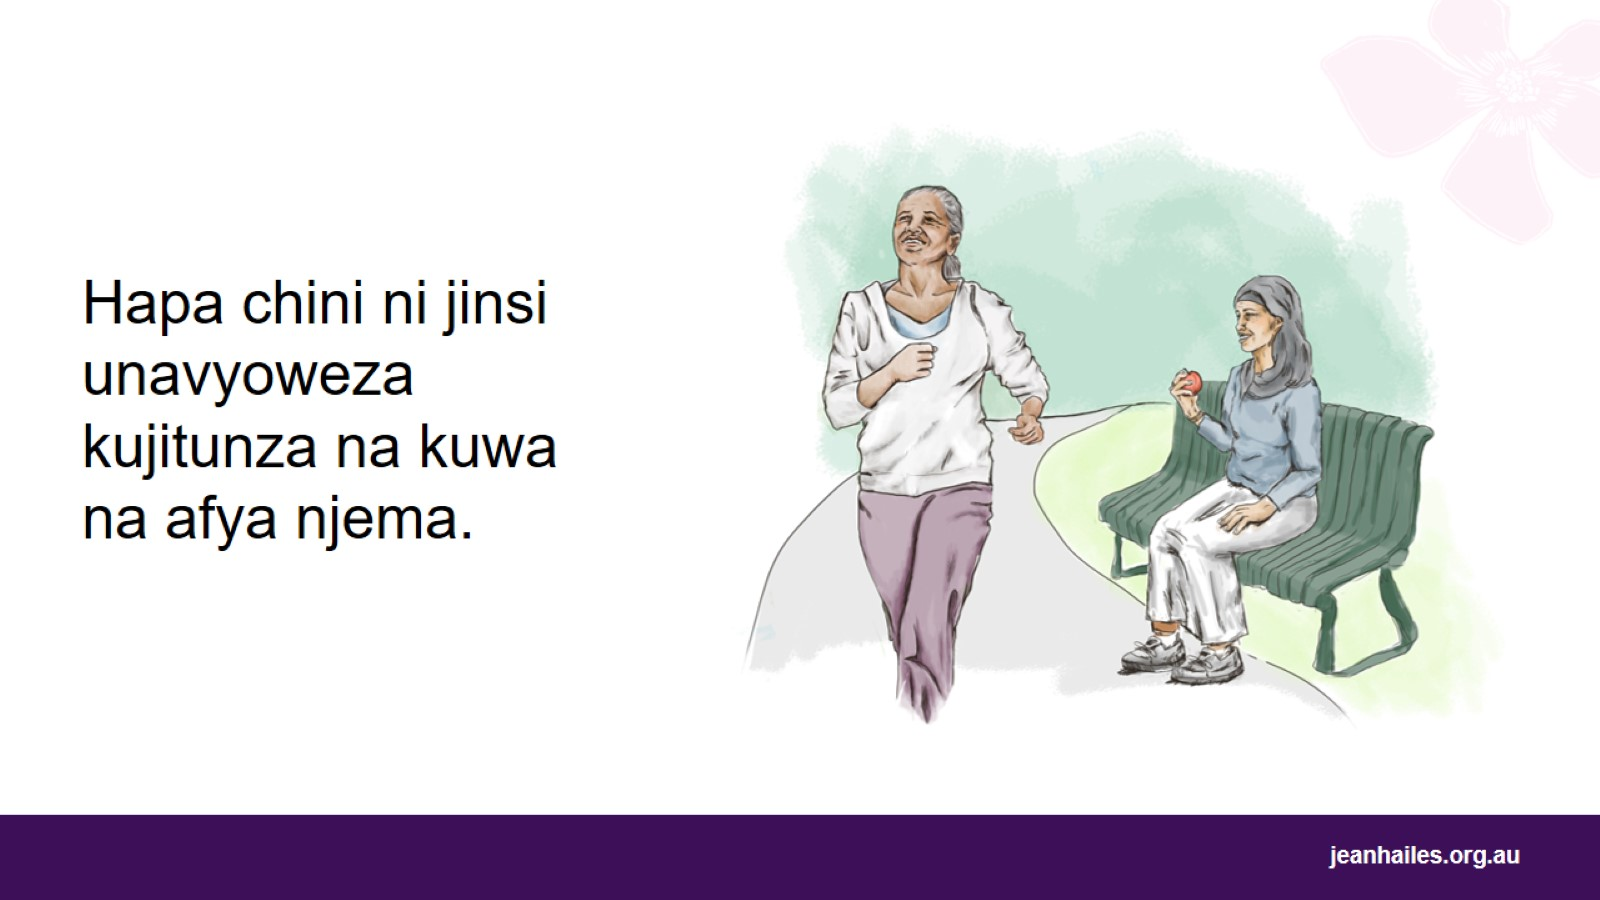 Hapa chini ni jinsi
unavyoweza
kujitunza na kuwa
na afya njema.
jeanhailes.org.au